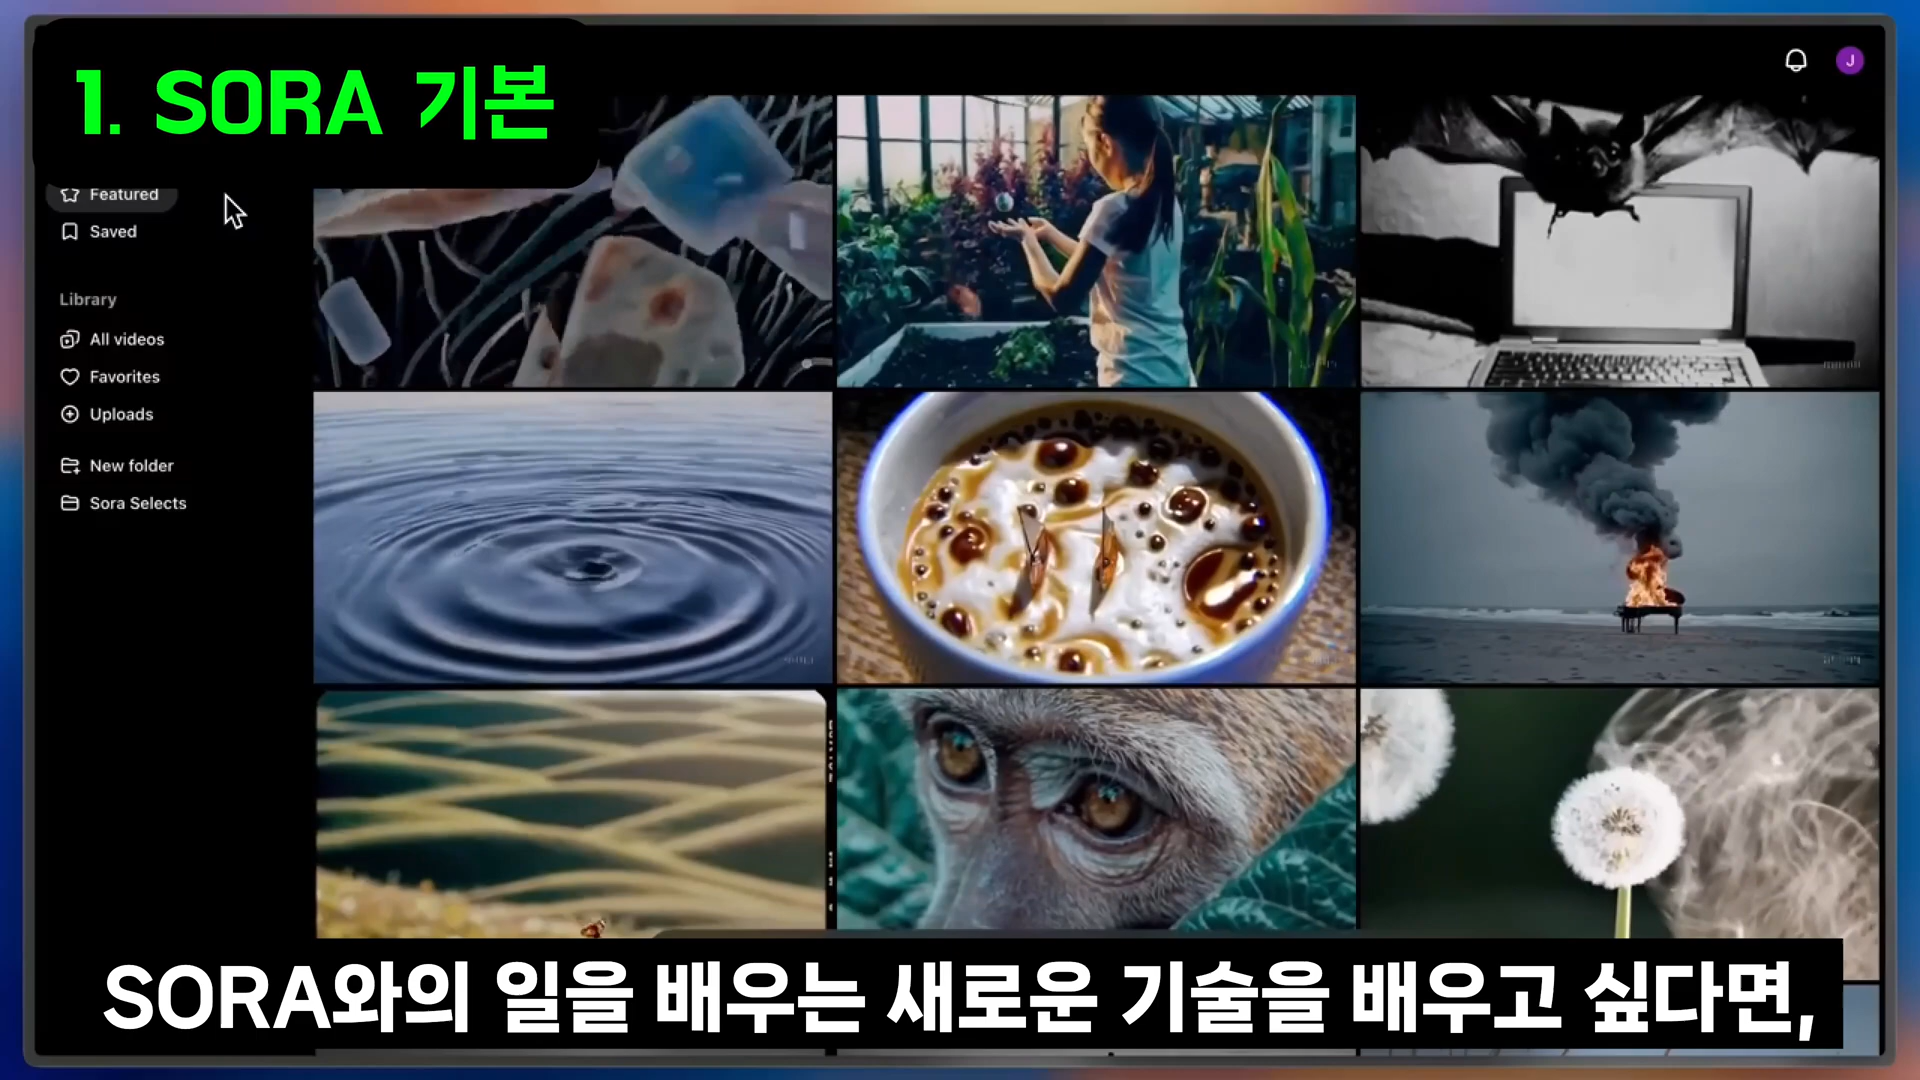 1. SORA 기본
J
Featured
Saved
Library
All videos
Favorites
Uploads
New folder
Sora Selects
SORA와의 일을 배우는 새로운 기술을 배우고 싶다면,